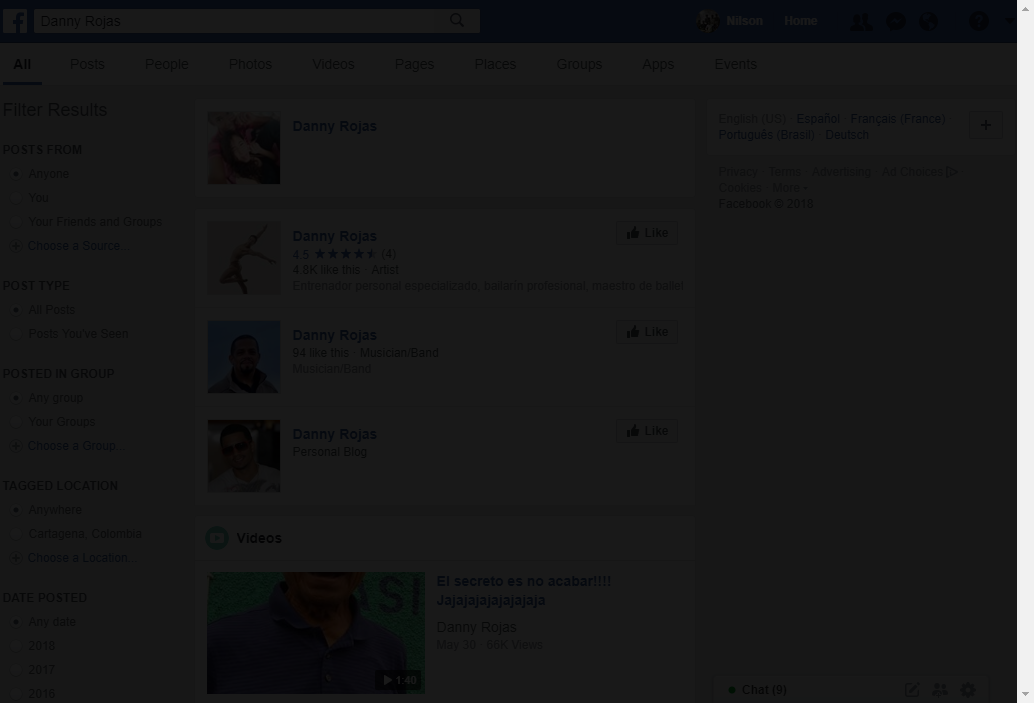 Danny Rojas
Nilson Home
All Posts People Photos Videos Pages Places Groups Apps Events
Filter Results
POSTS FROM
Anyone
You
Your Friends and Groups
Choose a Source...
POST TYPE
All Posts
Posts You've Seen
POSTED IN GROUP
Any group
Your Groups
Choose a Group...
TAGGED LOCATION
Anywhere
Cartagena, Colombia
Choose a Location...
DATE POSTED
Any date
2018
2017
2016
Danny Rojas
Danny Rojas
Like
4.5 ★★★★★ (4)
4.8K like this · Artist
Entrenador personal especializado, bailarín profesional, maestro de ballet
Danny Rojas
Like
94 like this · Musician/Band
Musician/Band
Danny Rojas
Like
Personal Blog
Videos
El secreto es no acabar!!!!
Jajajajajajajajaja
Danny Rojas
May 30 · 66K Views
1:40
English (US) · Español · Français (France) ·
Português (Brasil) · Deutsch
Privacy · Terms · Advertising · Ad Choices ·
Cookies · More
Facebook © 2018
Chat (9)